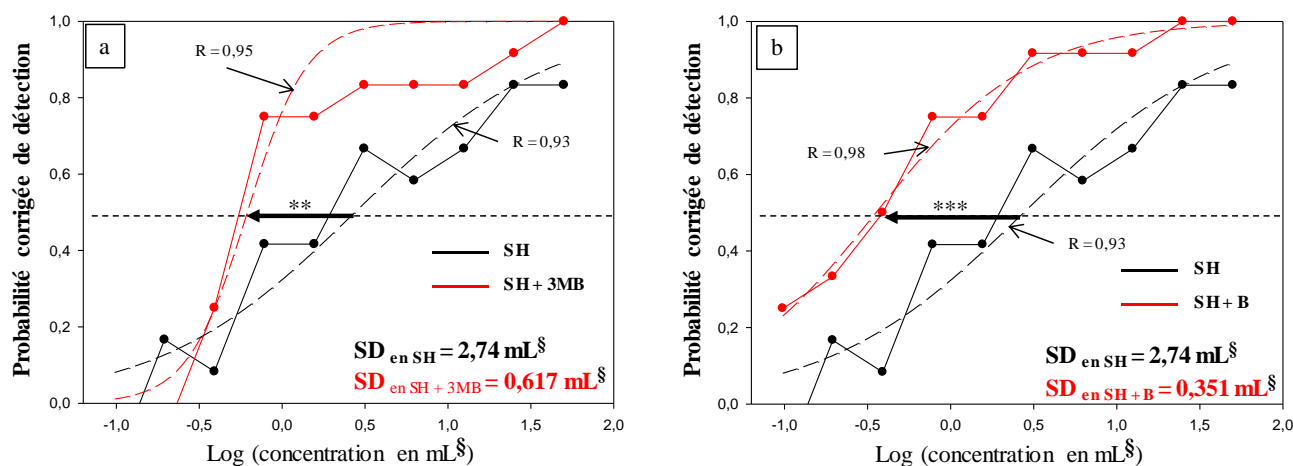 a
Probabilité corrigée de détection
1,0
0,8
0,6
0,4
0,2
0,0
R = 0,95
R = 0,93
**
SH
SH + 3MB
SD en SH = 2,74 mL§
SD en SH + 3MB = 0,617 mL§
-1,0 -0,5 0,0 0,5 1,0 1,5 2,0
Log (concentration en mL§)
b
Probabilité corrigée de détection
1,0
0,8
0,6
0,4
0,2
0,0
R = 0,98
***
R = 0,93
SH
SH + B
SD en SH = 2,74 mL§
SD en SH + B = 0,351 mL§
-1,0 -0,5 0,0 0,5 1,0 1,5 2,0
Log (concentration en mL§)